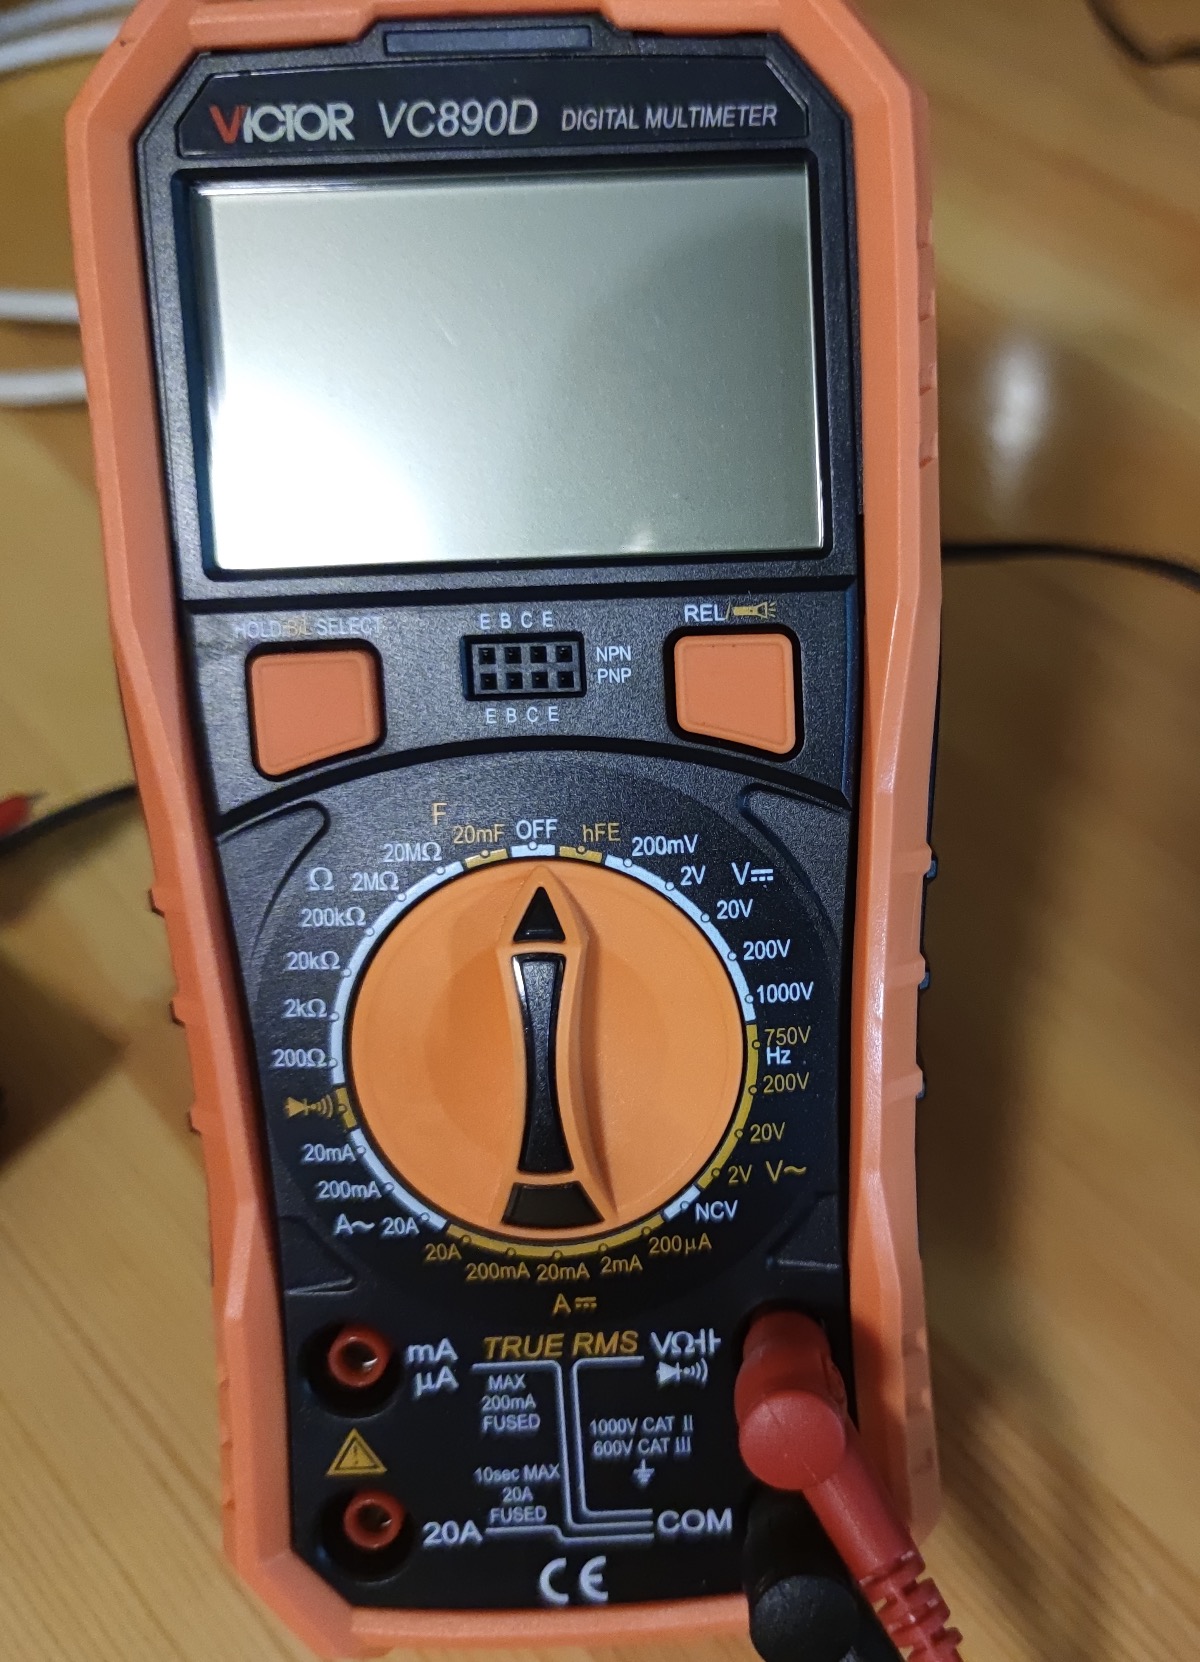 VICTOR VC890D DIGITAL MULTIMETER
HOLD B/L SELECT
E B C E
REL/
NPN
PNP
E B C E
F
20mF
OFF
hFE
200mV
20MΩ
Ω
2MΩ
2V
V⎓
200kΩ
20V
20kΩ
200V
2kΩ
1000V
750V
Hz
200Ω
200V
20mA
20V
200mA
2V V~
A~ 20A
NCV
20A
200mA
20mA
2mA
200µA
A⎓
TRUE RMS
mA
µA
VΩ
MAX
200mA
FUSED
1000V CAT II
600V CAT III
10sec MAX
20A
FUSED
20A
COM
CE